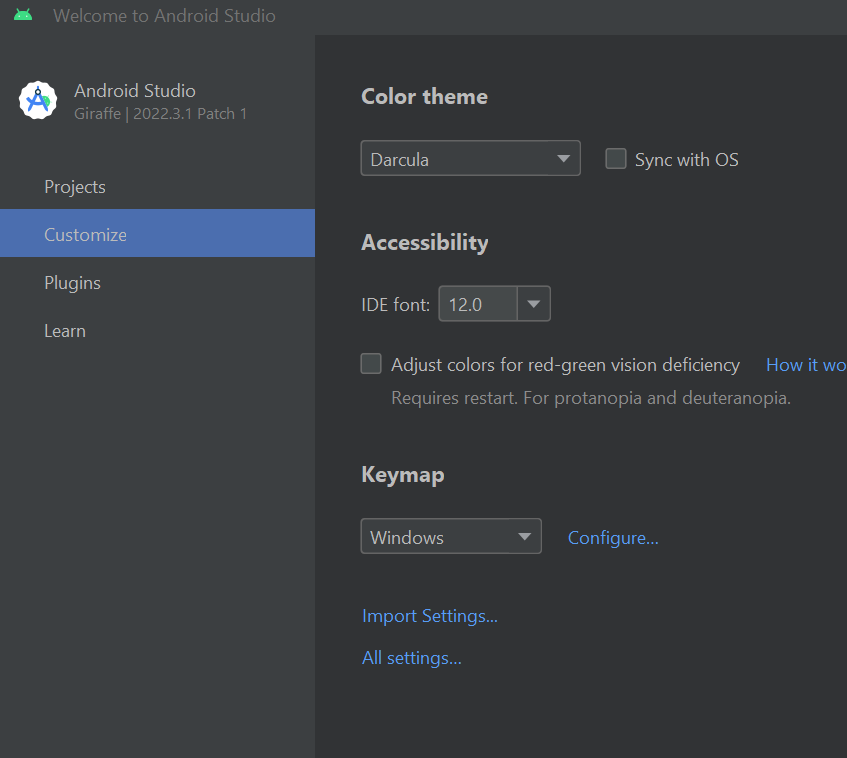 Welcome to Android Studio
Android Studio
Giraffe | 2022.3.1 Patch 1
Projects
Customize
Plugins
Learn
Color theme
Darcula
Sync with OS
Accessibility
IDE font: 12.0
Adjust colors for red-green vision deficiency How it wo
Requires restart. For protanopia and deuteranopia.
Keymap
Windows
Configure...
Import Settings...
All settings...